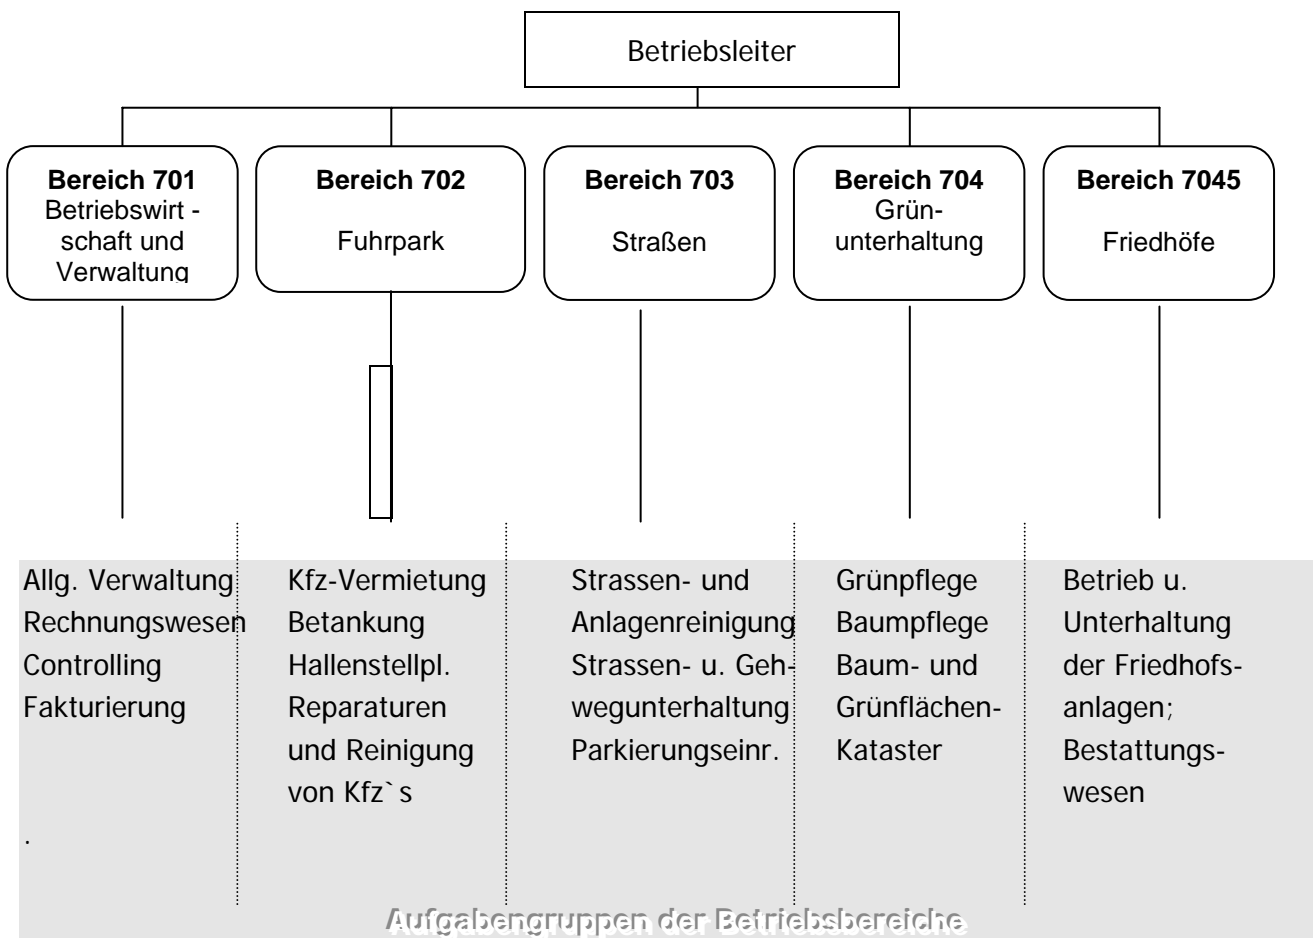 Betriebsleiter
Bereich 701
Betriebswirt -
schaft und
Verwaltung
Bereich 702
Fuhrpark
Bereich 703
Straßen
Bereich 704
Grün-
unterhaltung
Bereich 7045
Friedhöfe
Allg. Verwaltung
Rechnungswesen
Controlling
Fakturierung
.
Kfz-Vermietung
Betankung
Hallenstellpl.
Reparaturen
und Reinigung
von Kfz`s
Strassen- und
Anlagenreinigung
Strassen- u. Geh-
wegunterhaltung
Parkierungseinr.
Grünpflege
Baumpflege
Baum- und
Grünflächen-
Kataster
Betrieb u.
Unterhaltung
der Friedhofs-
anlagen;
Bestattungs-
wesen
Aufgabengruppen der Betriebsbereiche